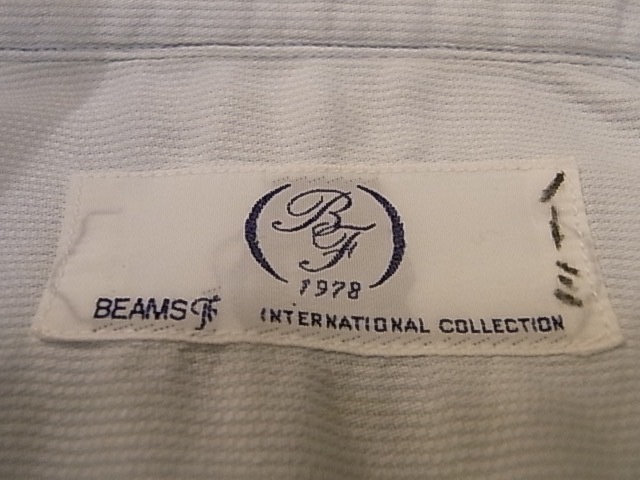 BF
1978
BEAMS F INTERNATIONAL COLLECTION